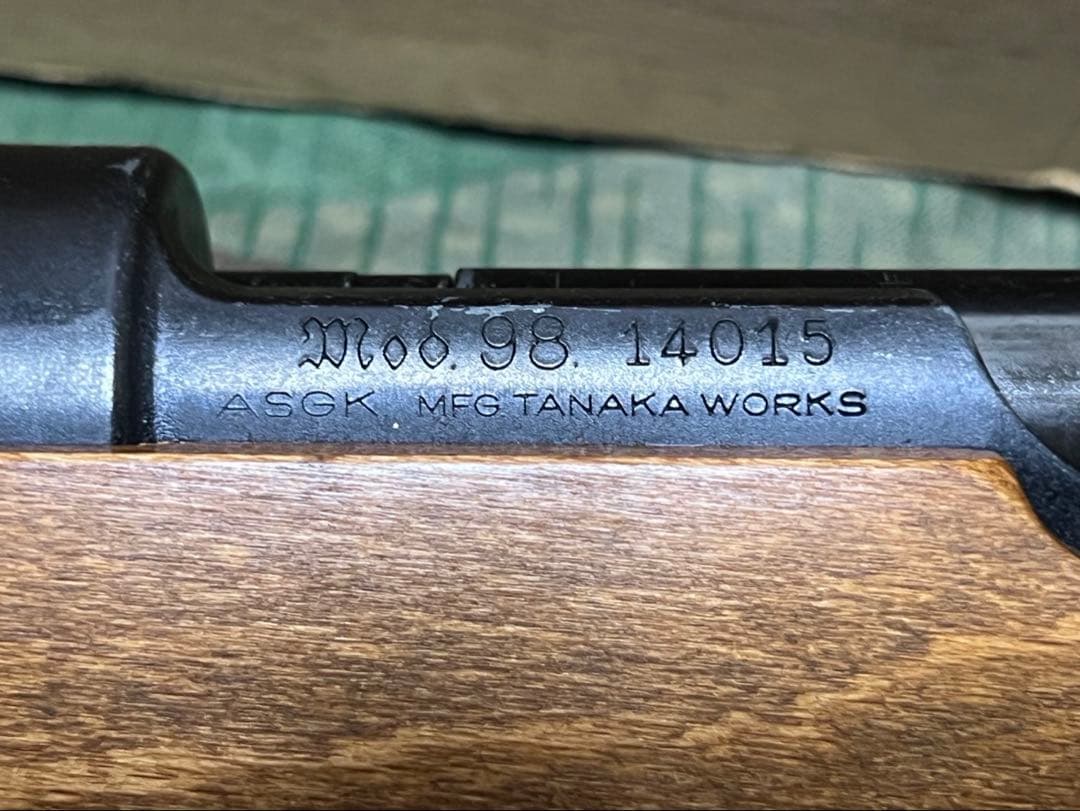 Mod. 98. 14015
ASGK. MFG TANAKA WORKS